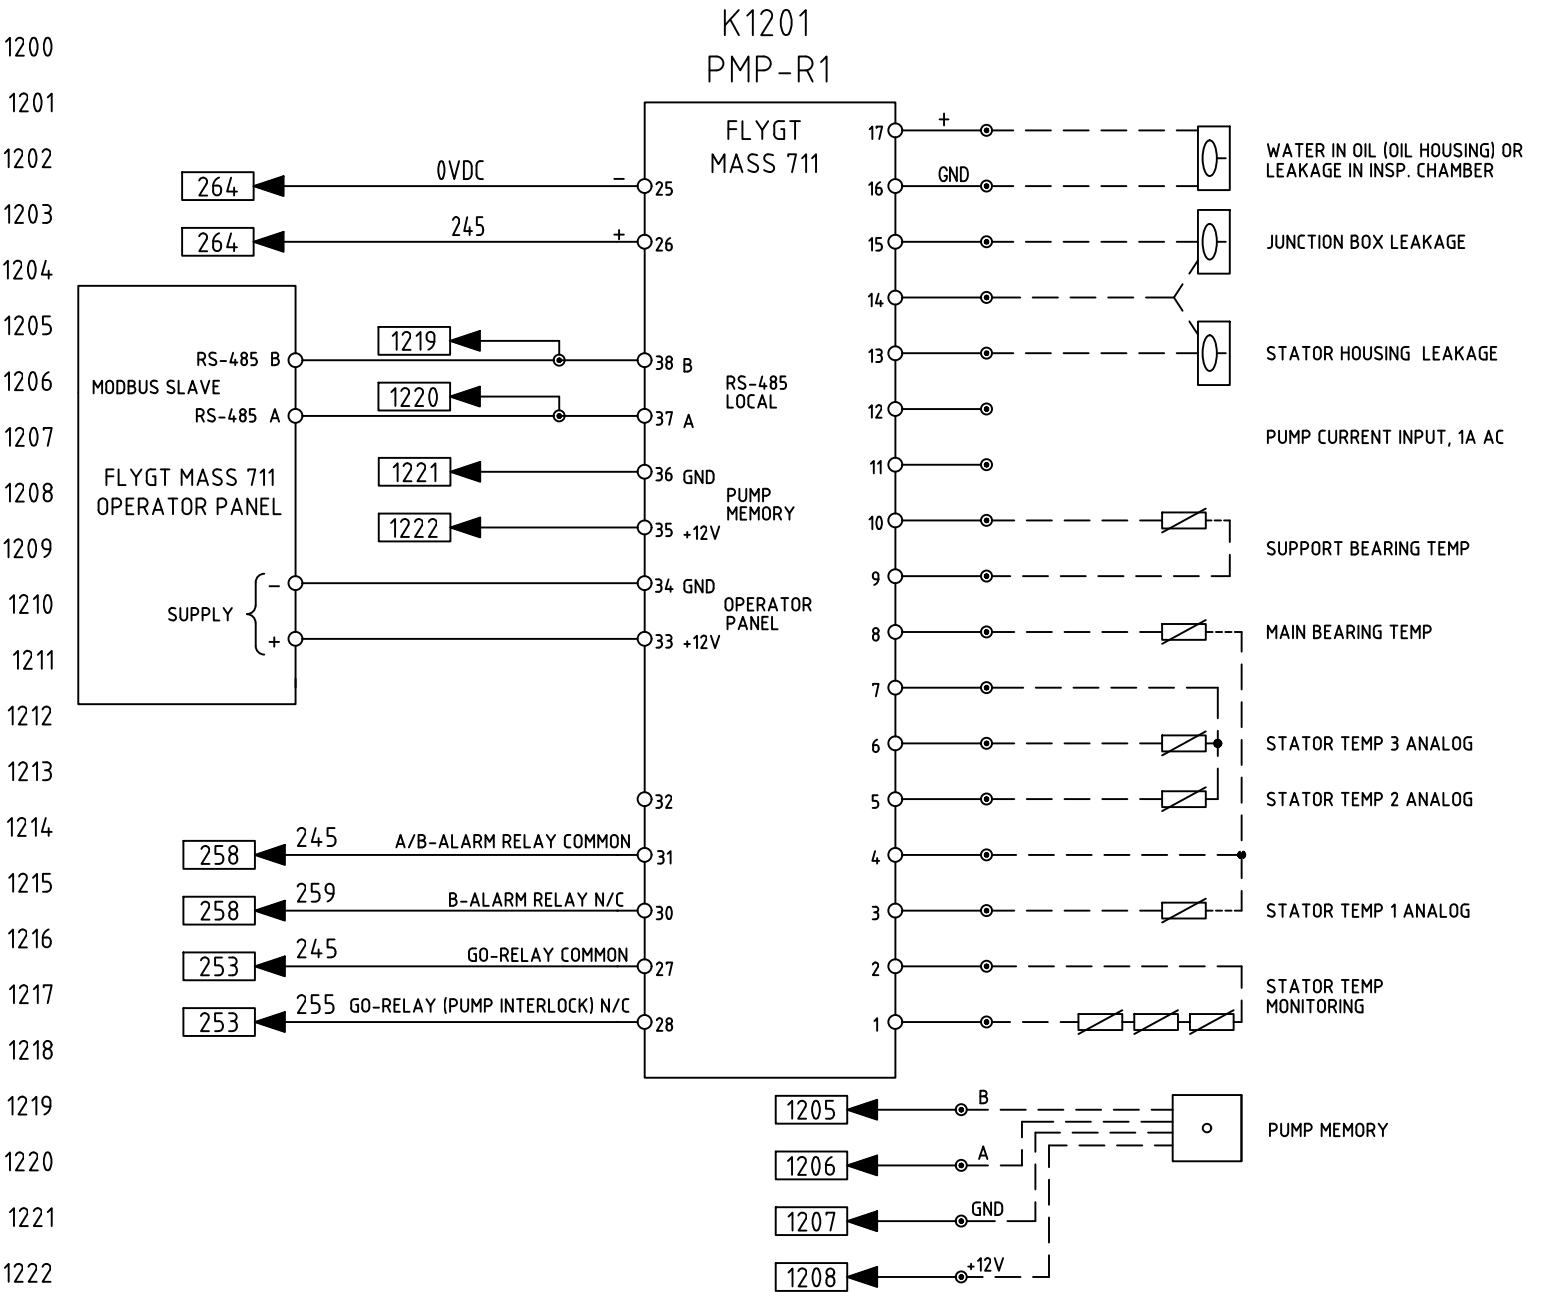 K1201
PMP-R1
1200
1201
1202
1203
1204
1205
1206
1207
1208
1209
1210
1211
1212
1213
1214
1215
1216
1217
1218
1219
1220
1221
1222
FLYGT
MASS 711
264
0VDC
−
25
264
245
+
26
1219
RS-485 B
38 B
MODBUS SLAVE
1220
RS-485 A
37 A
RS-485
LOCAL
FLYGT MASS 711
OPERATOR PANEL
1221
36 GND
1222
35 +12V
PUMP
MEMORY
SUPPLY
−
+
34 GND
33 +12V
OPERATOR
PANEL
32
258
245
A/B-ALARM RELAY COMMON
31
258
259
B-ALARM RELAY N/C
30
253
245
GO-RELAY COMMON
27
253
255
GO-RELAY (PUMP INTERLOCK) N/C
28
17
+
16
GND
WATER IN OIL (OIL HOUSING) OR
LEAKAGE IN INSP. CHAMBER
15
JUNCTION BOX LEAKAGE
14
13
STATOR HOUSING LEAKAGE
12
11
PUMP CURRENT INPUT, 1A AC
10
9
SUPPORT BEARING TEMP
8
MAIN BEARING TEMP
7
6
STATOR TEMP 3 ANALOG
5
STATOR TEMP 2 ANALOG
4
3
STATOR TEMP 1 ANALOG
2
1
STATOR TEMP
MONITORING
1205
B
1206
A
1207
GND
1208
+12V
PUMP MEMORY